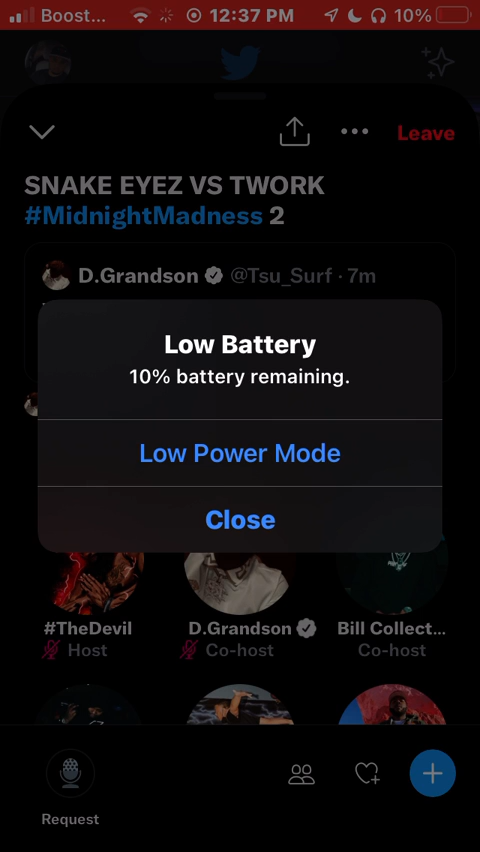 Boost... 12:37 PM 10%
Leave
SNAKE EYEZ VS TWORK
#MidnightMadness 2
D.Grandson @Tsu_Surf · 7m
Low Battery
10% battery remaining.
Low Power Mode
Close
#TheDevil D.Grandson Bill Collect...
Host Co-host Co-host
Request